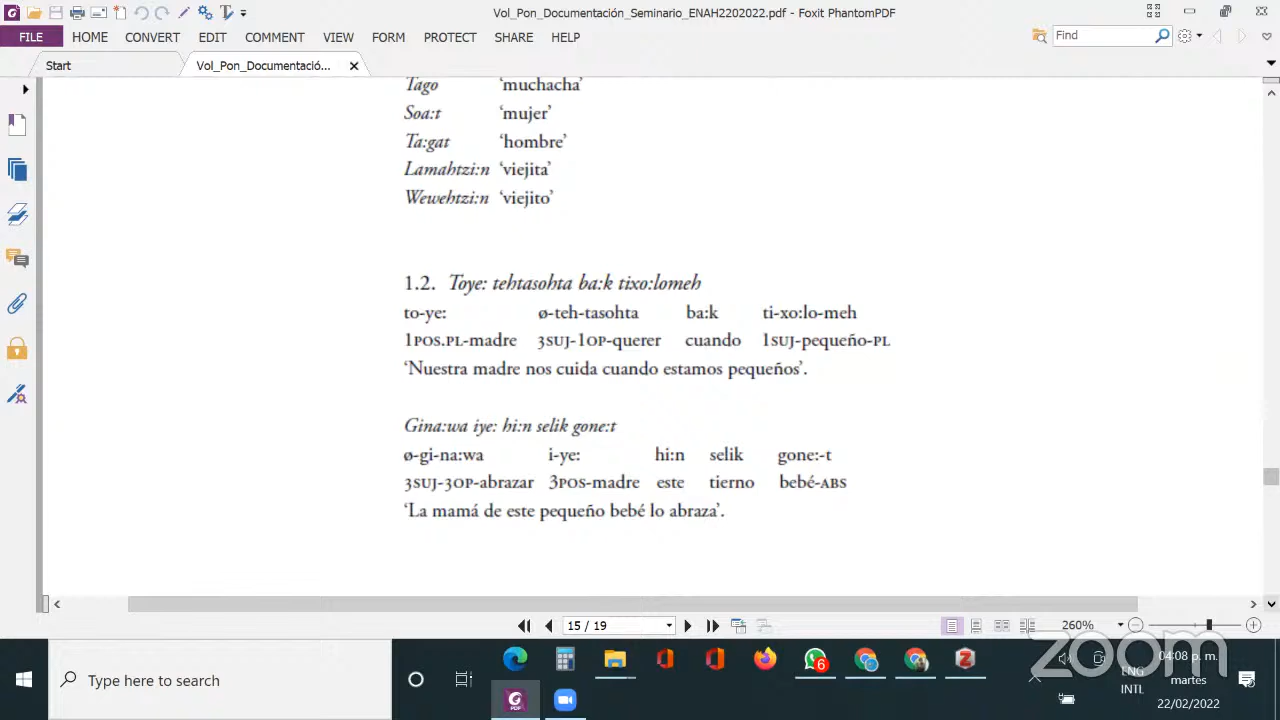 Vol_Pon_Documentación_Seminario_ENAH2202022.pdf - Foxit PhantomPDF
FILE HOME CONVERT EDIT COMMENT VIEW FORM PROTECT SHARE HELP Find
Start Vol_Pon_Documentació...
Tago ‘muchacha’
Soa:t ‘mujer’
Ta:gat ‘hombre’
Lamahtzi:n ‘viejita’
Wewehtzi:n ‘viejito’
1.2. Toye: tehtasohta ba:k tixo:lomeh
to-ye: ø-teh-tasohta ba:k ti-xo:lo-meh
1POS.PL-madre 3SUJ-1OP-querer cuando 1SUJ-pequeño-PL
‘Nuestra madre nos cuida cuando estamos pequeños’.
Gina:wa iye: hi:n selik gone:t
ø-gi-na:wa i-ye: hi:n selik gone:-t
3SUJ-3OP-abrazar 3POS-madre este tierno bebé-ABS
‘La mamá de este pequeño bebé lo abraza’.
15 / 19 260%
zoom
Type here to search
6
ENG
INTL
04:08 p. m.
martes
22/02/2022